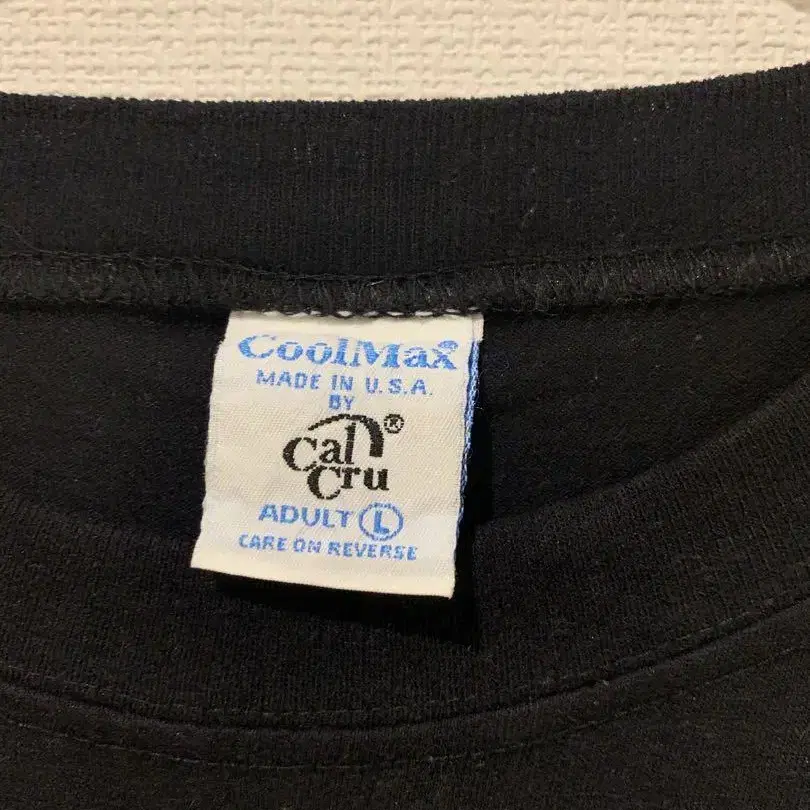 CoolMax®
MADE IN U.S.A.
BY
Cal ®
Cru
ADULT L
CARE ON REVERSE